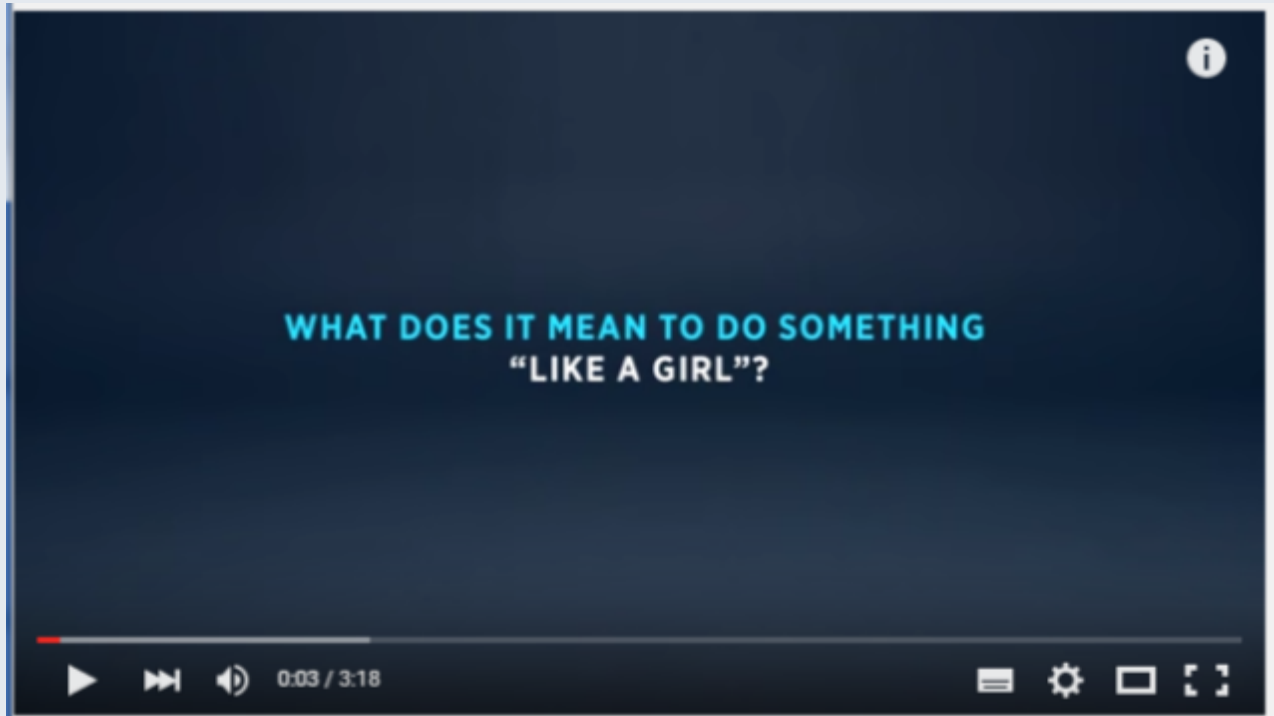 WHAT DOES IT MEAN TO DO SOMETHING
“LIKE A GIRL”?
0:03 / 3:18